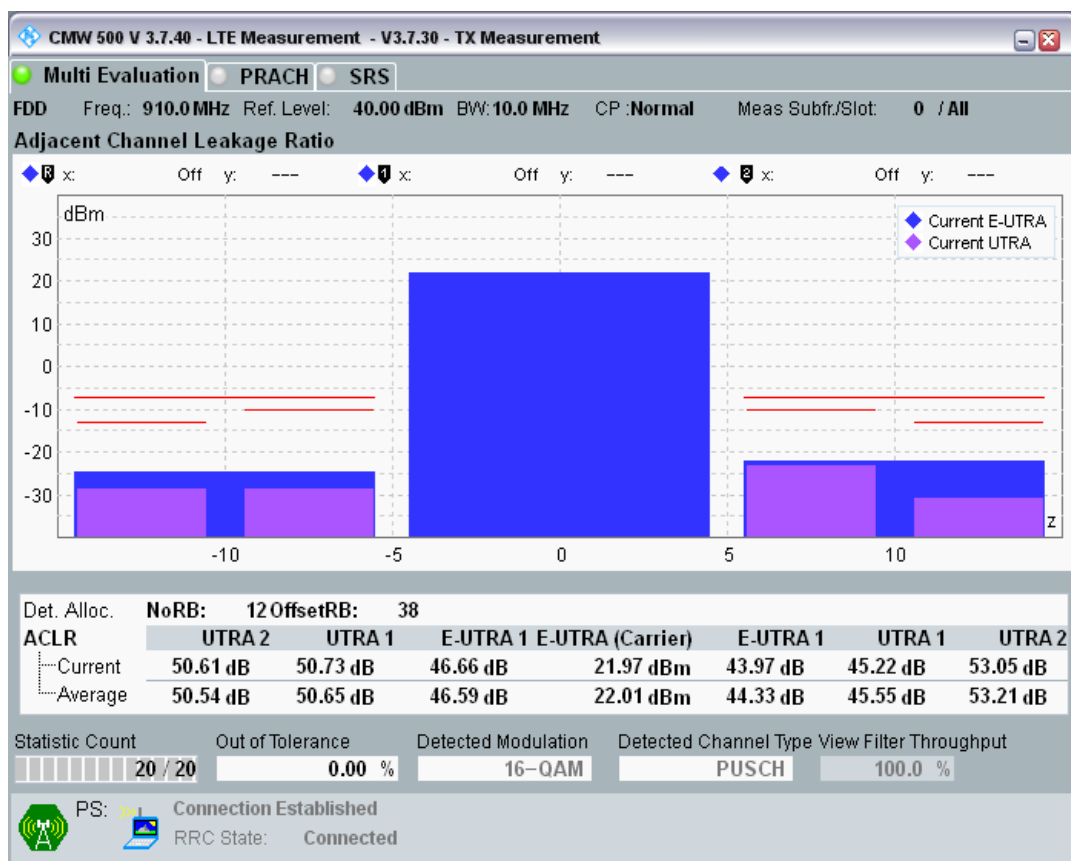 CMW 500 V 3.7.40 - LTE Measurement - V3.7.30 - TX Measurement
Multi Evaluation PRACH SRS
FDD Freq.: 910.0 MHz Ref. Level: 40.00 dBm BW: 10.0 MHz CP :Normal Meas Subfr./Slot: 0 / All
Adjacent Channel Leakage Ratio
R x: Off y: --- 1 x: Off y: --- 2 x: Off y: ---
dBm
Current E-UTRA
Current UTRA
30
20
10
0
-10
-20
-30
z
-10 -5 0 5 10
Det. Alloc. NoRB: 12 OffsetRB: 38
ACLR UTRA 2 UTRA 1 E-UTRA 1 E-UTRA (Carrier) E-UTRA 1 UTRA 1 UTRA 2
Current 50.61 dB 50.73 dB 46.66 dB 21.97 dBm 43.97 dB 45.22 dB 53.05 dB
Average 50.54 dB 50.65 dB 46.59 dB 22.01 dBm 44.33 dB 45.55 dB 53.21 dB
Statistic Count Out of Tolerance Detected Modulation Detected Channel Type View Filter Throughput
20 / 20 0.00 % 16-QAM PUSCH 100.0 %
PS: Connection Established
RRC State: Connected